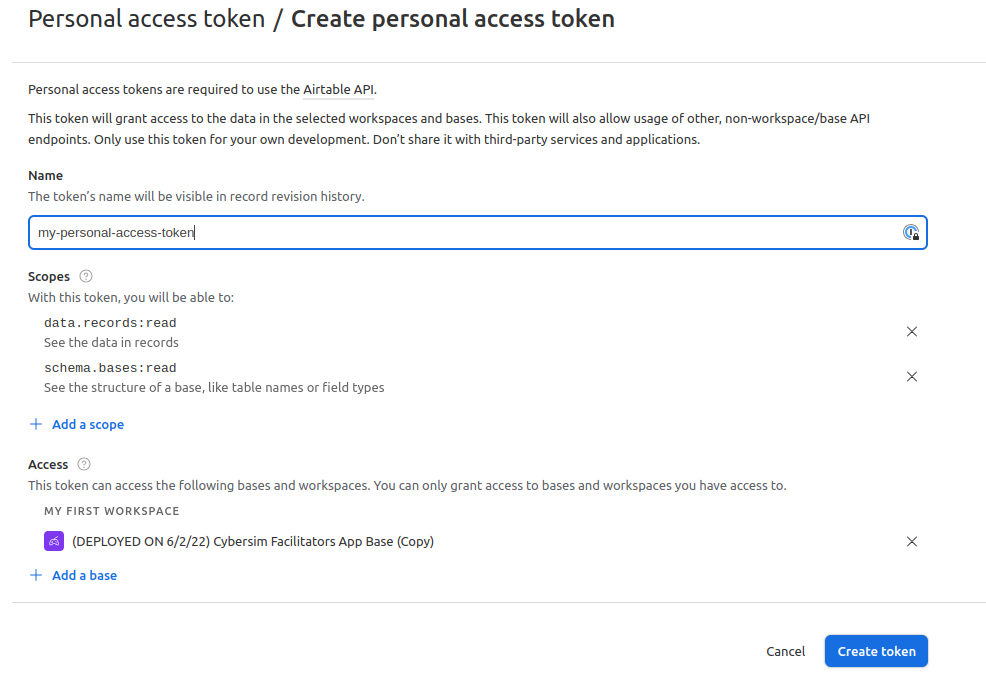 Personal access token / Create personal access token
Personal access tokens are required to use the Airtable API.
This token will grant access to the data in the selected workspaces and bases. This token will also allow usage of other, non-workspace/base API
endpoints. Only use this token for your own development. Don’t share it with third-party services and applications.
Name
The token’s name will be visible in record revision history.
my-personal-access-token
Scopes ?
With this token, you will be able to:
data.records:read
See the data in records
schema.bases:read
See the structure of a base, like table names or field types
+ Add a scope
Access ?
This token can access the following bases and workspaces. You can only grant access to bases and workspaces you have access to.
MY FIRST WORKSPACE
(DEPLOYED ON 6/2/22) Cybersim Facilitators App Base (Copy)
+ Add a base
Cancel Create token